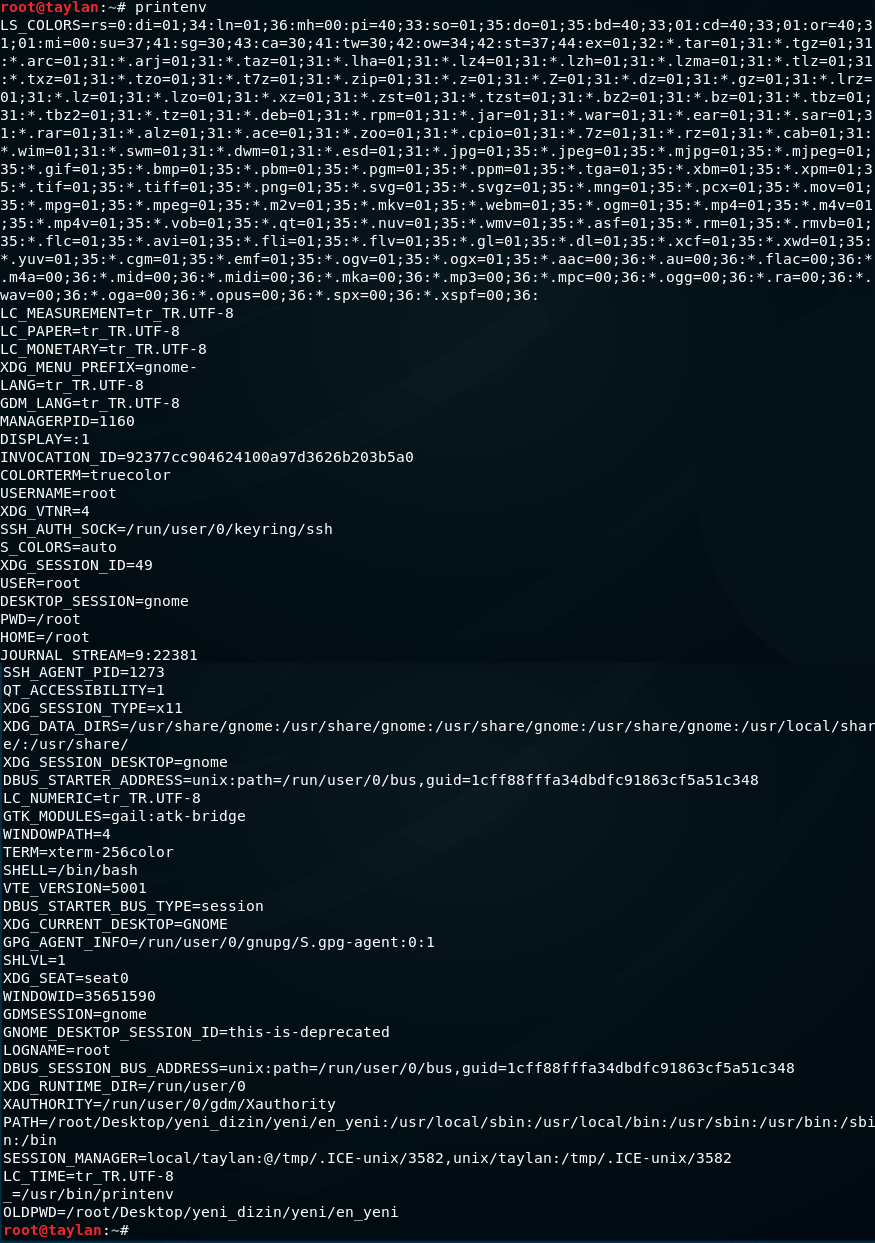 root@taylan:~# printenv
LS_COLORS=rs=0:di=01;34:ln=01;36:mh=00:pi=40;33:so=01;35:do=01;35:bd=40;33;01:cd=40;33;01:or=40;3
1;01:mi=00:su=37;41:sg=30;43:ca=30;41:tw=30;42:ow=34;42:st=37;44:ex=01;32:*.tar=01;31:*.tgz=01;31
:*.arc=01;31:*.arj=01;31:*.taz=01;31:*.lha=01;31:*.lz4=01;31:*.lzh=01;31:*.lzma=01;31:*.tlz=01;31
:*.txz=01;31:*.tzo=01;31:*.t7z=01;31:*.zip=01;31:*.z=01;31:*.Z=01;31:*.dz=01;31:*.gz=01;31:*.lrz=
01;31:*.lz=01;31:*.lzo=01;31:*.xz=01;31:*.zst=01;31:*.tzst=01;31:*.bz2=01;31:*.bz=01;31:*.tbz=01;
31:*.tbz2=01;31:*.tz=01;31:*.deb=01;31:*.rpm=01;31:*.jar=01;31:*.war=01;31:*.ear=01;31:*.sar=01;3
1:*.rar=01;31:*.alz=01;31:*.ace=01;31:*.zoo=01;31:*.cpio=01;31:*.7z=01;31:*.rz=01;31:*.cab=01;31:
*.wim=01;31:*.swm=01;31:*.dwm=01;31:*.esd=01;31:*.jpg=01;35:*.jpeg=01;35:*.mjpg=01;35:*.mjpeg=01;
35:*.gif=01;35:*.bmp=01;35:*.pbm=01;35:*.pgm=01;35:*.ppm=01;35:*.tga=01;35:*.xbm=01;35:*.xpm=01;3
5:*.tif=01;35:*.tiff=01;35:*.png=01;35:*.svg=01;35:*.svgz=01;35:*.mng=01;35:*.pcx=01;35:*.mov=01;
35:*.mpg=01;35:*.mpeg=01;35:*.m2v=01;35:*.mkv=01;35:*.webm=01;35:*.ogm=01;35:*.mp4=01;35:*.m4v=01
;35:*.mp4v=01;35:*.vob=01;35:*.qt=01;35:*.nuv=01;35:*.wmv=01;35:*.asf=01;35:*.rm=01;35:*.rmvb=01;
35:*.flc=01;35:*.avi=01;35:*.fli=01;35:*.flv=01;35:*.gl=01;35:*.dl=01;35:*.xcf=01;35:*.xwd=01;35:
*.yuv=01;35:*.cgm=01;35:*.emf=01;35:*.ogv=01;35:*.ogx=01;35:*.aac=00;36:*.au=00;36:*.flac=00;36:*
.m4a=00;36:*.mid=00;36:*.midi=00;36:*.mka=00;36:*.mp3=00;36:*.mpc=00;36:*.ogg=00;36:*.ra=00;36:*.
wav=00;36:*.oga=00;36:*.opus=00;36:*.spx=00;36:*.xspf=00;36:
LC_MEASUREMENT=tr_TR.UTF-8
LC_PAPER=tr_TR.UTF-8
LC_MONETARY=tr_TR.UTF-8
XDG_MENU_PREFIX=gnome-
LANG=tr_TR.UTF-8
GDM_LANG=tr_TR.UTF-8
MANAGERPID=1160
DISPLAY=:1
INVOCATION_ID=92377cc904624100a97d3626b203b5a0
COLORTERM=truecolor
USERNAME=root
XDG_VTNR=4
SSH_AUTH_SOCK=/run/user/0/keyring/ssh
S_COLORS=auto
XDG_SESSION_ID=49
USER=root
DESKTOP_SESSION=gnome
PWD=/root
HOME=/root
JOURNAL_STREAM=9:22381
SSH_AGENT_PID=1273
QT_ACCESSIBILITY=1
XDG_SESSION_TYPE=x11
XDG_DATA_DIRS=/usr/share/gnome:/usr/share/gnome:/usr/share/gnome:/usr/share/gnome:/usr/local/shar
e/:/usr/share/
XDG_SESSION_DESKTOP=gnome
DBUS_STARTER_ADDRESS=unix:path=/run/user/0/bus,guid=1cff88fffa34dbdfc91863cf5a51c348
LC_NUMERIC=tr_TR.UTF-8
GTK_MODULES=gail:atk-bridge
WINDOWPATH=4
TERM=xterm-256color
SHELL=/bin/bash
VTE_VERSION=5001
DBUS_STARTER_BUS_TYPE=session
XDG_CURRENT_DESKTOP=GNOME
GPG_AGENT_INFO=/run/user/0/gnupg/S.gpg-agent:0:1
SHLVL=1
XDG_SEAT=seat0
WINDOWID=35651590
GDMSESSION=gnome
GNOME_DESKTOP_SESSION_ID=this-is-deprecated
LOGNAME=root
DBUS_SESSION_BUS_ADDRESS=unix:path=/run/user/0/bus,guid=1cff88fffa34dbdfc91863cf5a51c348
XDG_RUNTIME_DIR=/run/user/0
XAUTHORITY=/run/user/0/gdm/Xauthority
PATH=/root/Desktop/yeni_dizin/yeni/en_yeni:/usr/local/sbin:/usr/local/bin:/usr/sbin:/usr/bin:/sbi
n:/bin
SESSION_MANAGER=local/taylan:@/tmp/.ICE-unix/3582,unix/taylan:/tmp/.ICE-unix/3582
LC_TIME=tr_TR.UTF-8
_=/usr/bin/printenv
OLDPWD=/root/Desktop/yeni_dizin/yeni/en_yeni
root@taylan:~#